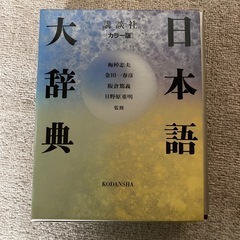 講談社
カラー版
日本語
大辞典
梅棹忠夫
金田一春彦
阪倉篤義
日野原重明
監修
KODANSHA